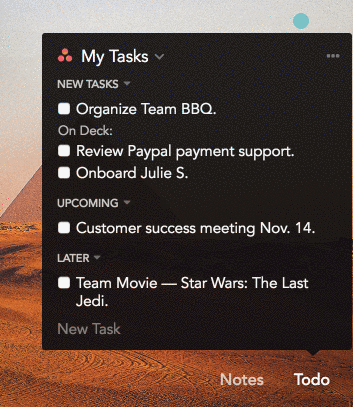 My Tasks
NEW TASKS
Organize Team BBQ.
On Deck:
Review Paypal payment support.
Onboard Julie S.
UPCOMING
Customer success meeting Nov. 14.
LATER
Team Movie — Star Wars: The Last
Jedi.
New Task
Notes Todo